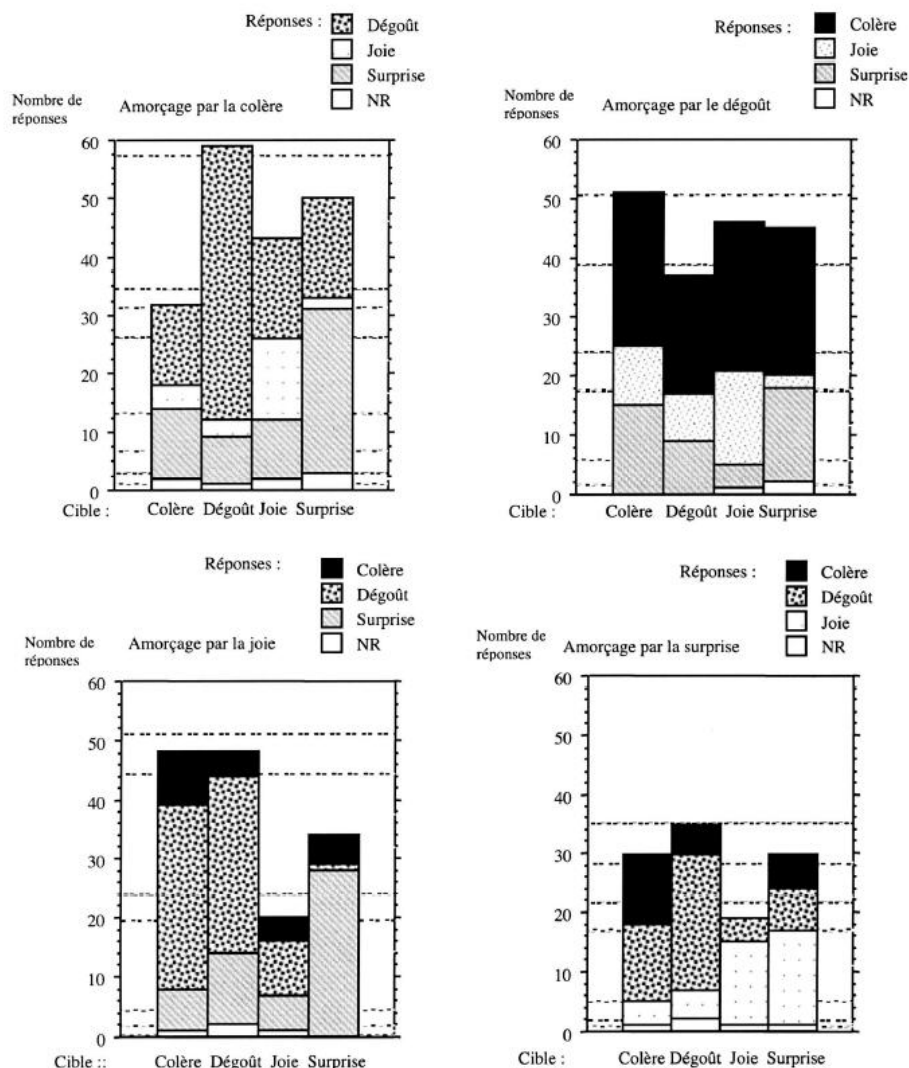 Réponses :
Dégoût
Joie
Surprise
NR
Nombre de
réponses
Amorçage par la colère
60
50
40
30
20
10
0
Cible :
Colère Dégoût Joie Surprise
Réponses :
Colère
Joie
Surprise
NR
Nombre de
réponses
Amorçage par le dégoût
60
50
40
30
20
10
0
Cible :
Colère Dégoût Joie Surprise
Réponses :
Colère
Dégoût
Surprise
NR
Nombre de
réponses
Amorçage par la joie
60
50
40
30
20
10
0
Cible ::
Colère Dégoût Joie Surprise
Réponses :
Colère
Dégoût
Joie
NR
Nombre de
réponses
Amorçage par la surprise
60
50
40
30
20
10
0
Cible :
Colère Dégoût Joie Surprise